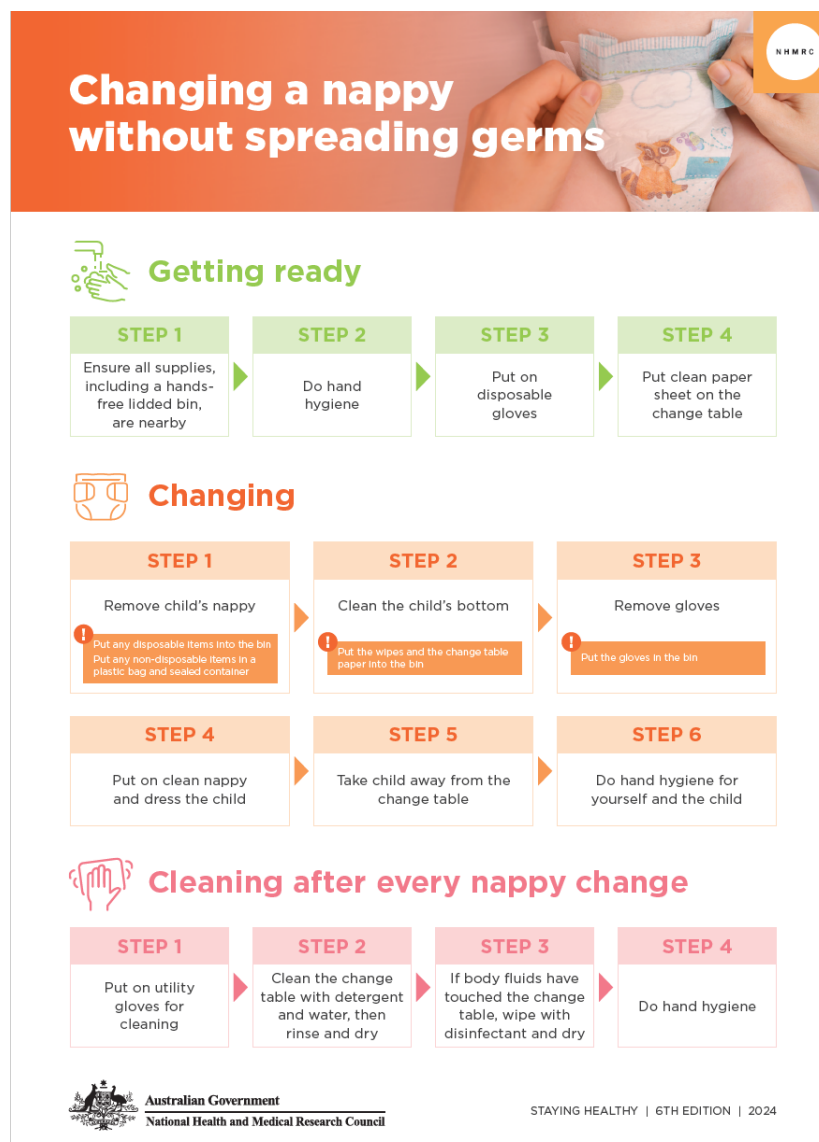 NHMRC
Changing a nappy
without spreading germs
Getting ready
STEP 1
Ensure all supplies,
including a hands-
free lidded bin,
are nearby
STEP 2
Do hand
hygiene
STEP 3
Put on
disposable
gloves
STEP 4
Put clean paper
sheet on the
change table
Changing
STEP 1
Remove child's nappy
!
Put any disposable items into the bin
Put any non-disposable items in a
plastic bag and sealed container
STEP 2
Clean the child's bottom
!
Put the wipes and the change table
paper into the bin
STEP 3
Remove gloves
!
Put the gloves in the bin
STEP 4
Put on clean nappy
and dress the child
STEP 5
Take child away from the
change table
STEP 6
Do hand hygiene for
yourself and the child
Cleaning after every nappy change
STEP 1
Put on utility
gloves for
cleaning
STEP 2
Clean the change
table with detergent
and water, then
rinse and dry
STEP 3
If body fluids have
touched the change
table, wipe with
disinfectant and dry
STEP 4
Do hand hygiene
Australian Government
National Health and Medical Research Council
STAYING HEALTHY | 6TH EDITION | 2024